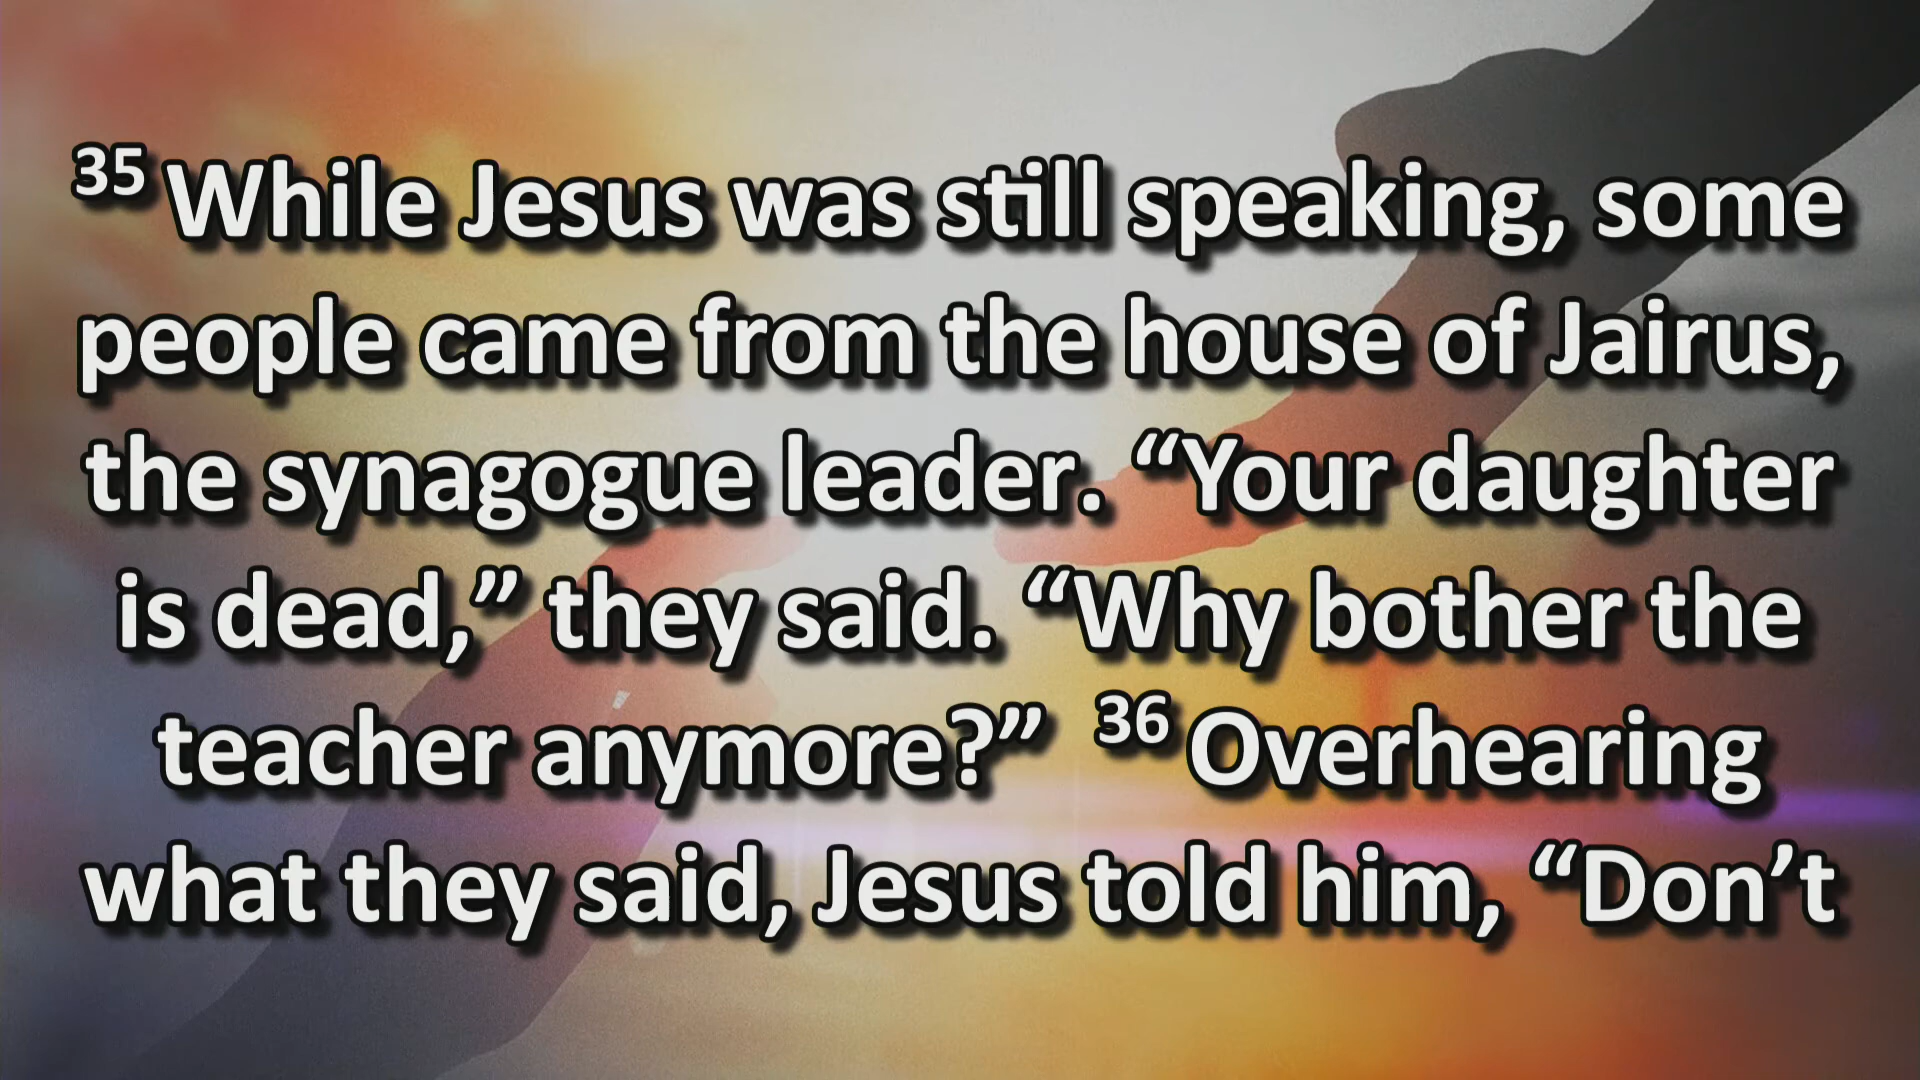 35 While Jesus was still speaking, some
people came from the house of Jairus,
the synagogue leader. “Your daughter
is dead,” they said. “Why bother the
teacher anymore?” 36 Overhearing
what they said, Jesus told him, “Don’t